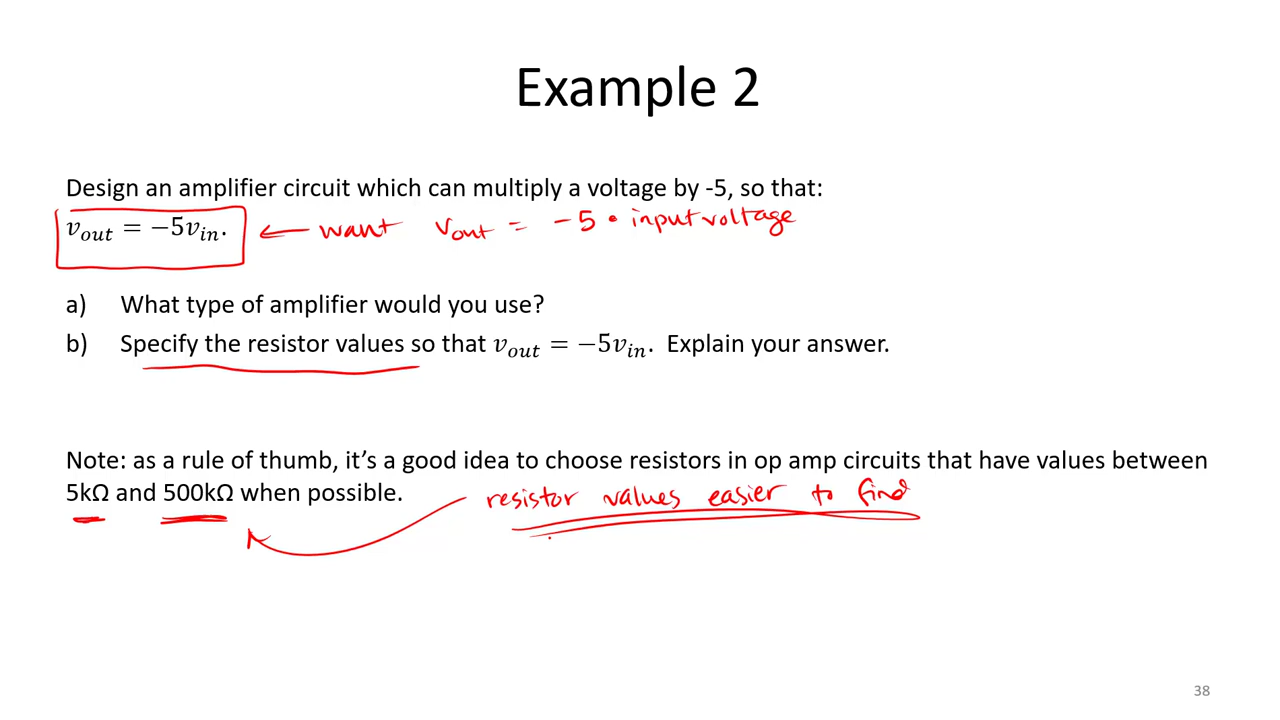 Example 2
Design an amplifier circuit which can multiply a voltage by -5, so that:
v_out = −5v_in. ← want v_out = -5 • input voltage
a) What type of amplifier would you use?
b) Specify the resistor values so that v_out = −5v_in. Explain your answer.
Note: as a rule of thumb, it’s a good idea to choose resistors in op amp circuits that have values between
5kΩ and 500kΩ when possible. resistor values easier to find
38